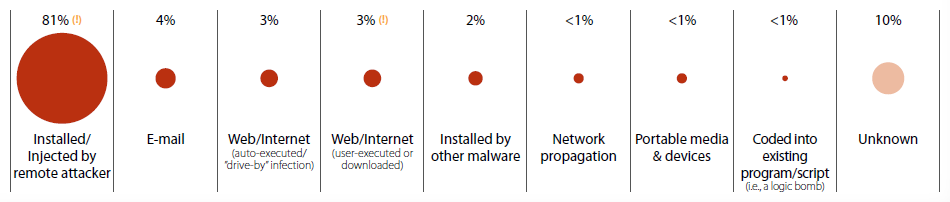 81% (!)
4%
3%
3% (!)
2%
<1%
<1%
<1%
10%
Installed/
Injected by
remote attacker
E-mail
Web/Internet
(auto-executed/
"drive-by" infection)
Web/Internet
(user-executed or
downloaded)
Installed by
other malware
Network
propagation
Portable media
& devices
Coded into
existing
program/script
(i.e., a logic bomb)
Unknown